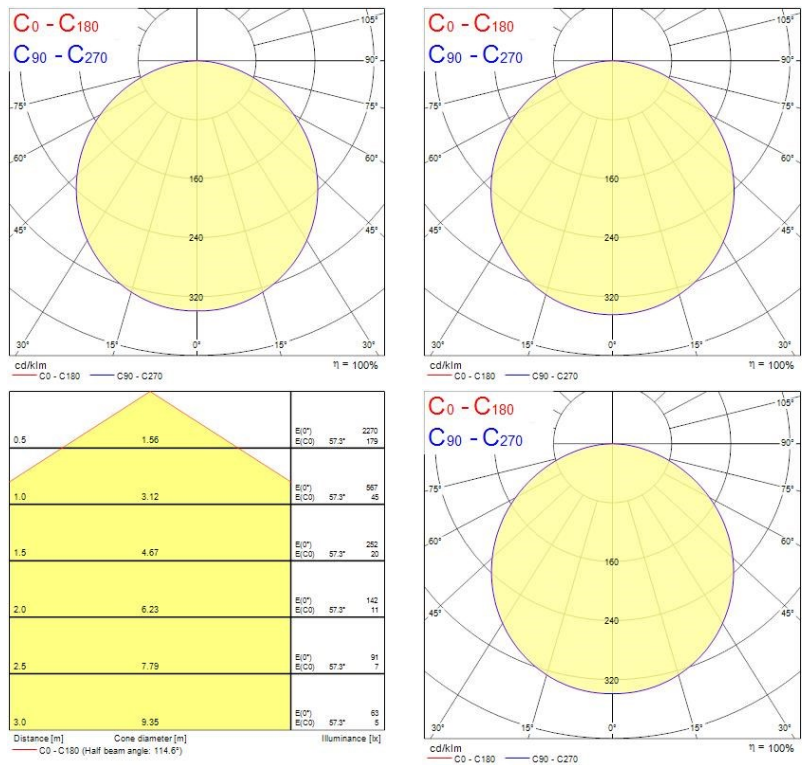 C0 - C180
C90 - C270
105°
90°
75°
75°
60°
60°
45°
45°
30°
15°
0°
15°
30°
160
240
320
cd/klm
η = 100%
C0 - C180 C90 - C270
C0 - C180
C90 - C270
105°
90°
75°
75°
60°
60°
45°
45°
30°
15°
0°
15°
30°
160
240
320
cd/klm
η = 100%
C0 - C180 C90 - C270
0.5 1.56 E(0°) 2270
E(C0) 57.3° 179
1.0 3.12 E(0°) 567
E(C0) 57.3° 45
1.5 4.67 E(0°) 252
E(C0) 57.3° 20
2.0 6.23 E(0°) 142
E(C0) 57.3° 11
2.5 7.79 E(0°) 91
E(C0) 57.3° 7
3.0 9.35 E(0°) 63
E(C0) 57.3° 5
Distance [m] Cone diameter [m] Illuminance [lx]
C0 - C180 (Half beam angle: 114.6°)
C0 - C180
C90 - C270
105°
90°
75°
75°
60°
60°
45°
45°
30°
15°
0°
15°
30°
160
240
320
cd/klm
η = 100%
C0 - C180 C90 - C270